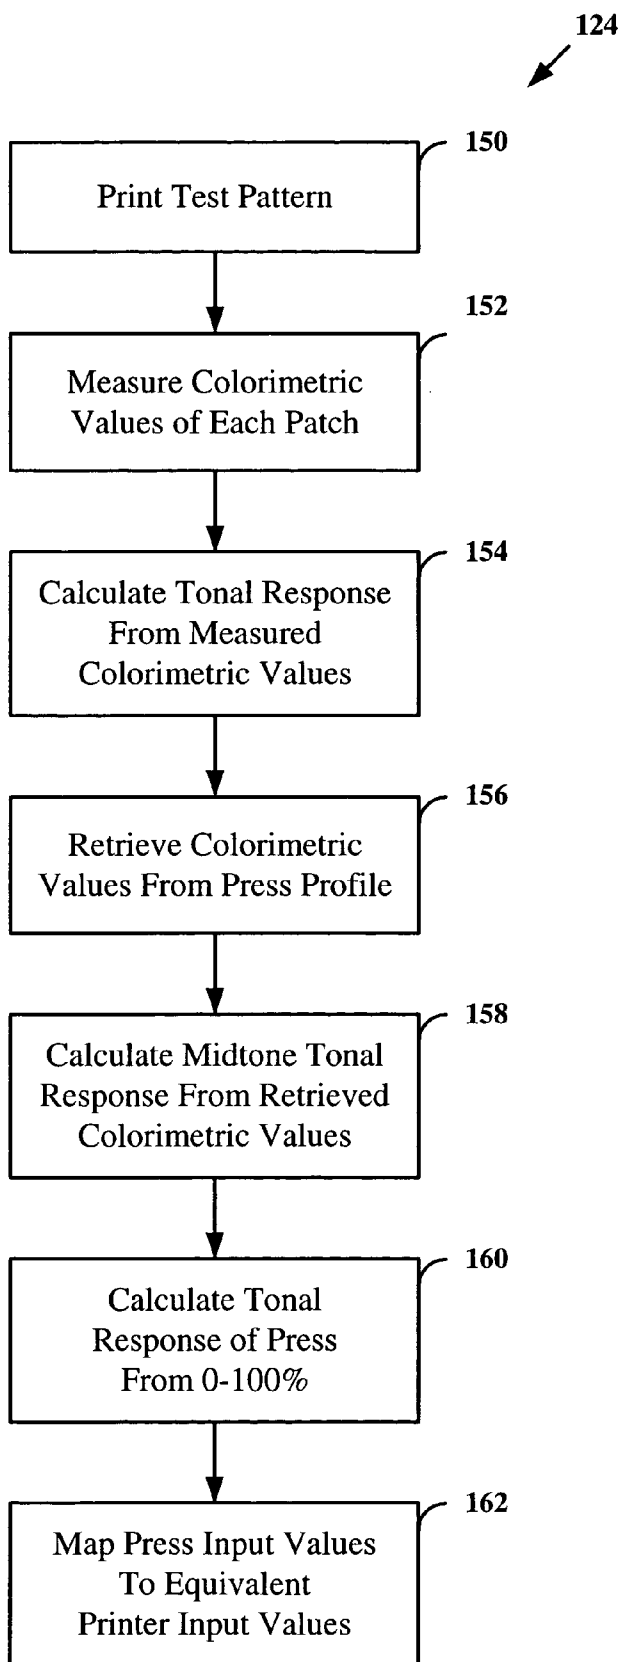 124
150
Print Test Pattern
152
Measure Colorimetric
Values of Each Patch
154
Calculate Tonal Response
From Measured
Colorimetric Values
156
Retrieve Colorimetric
Values From Press Profile
158
Calculate Midtone Tonal
Response From Retrieved
Colorimetric Values
160
Calculate Tonal
Response of Press
From 0-100%
162
Map Press Input Values
To Equivalent
Printer Input Values